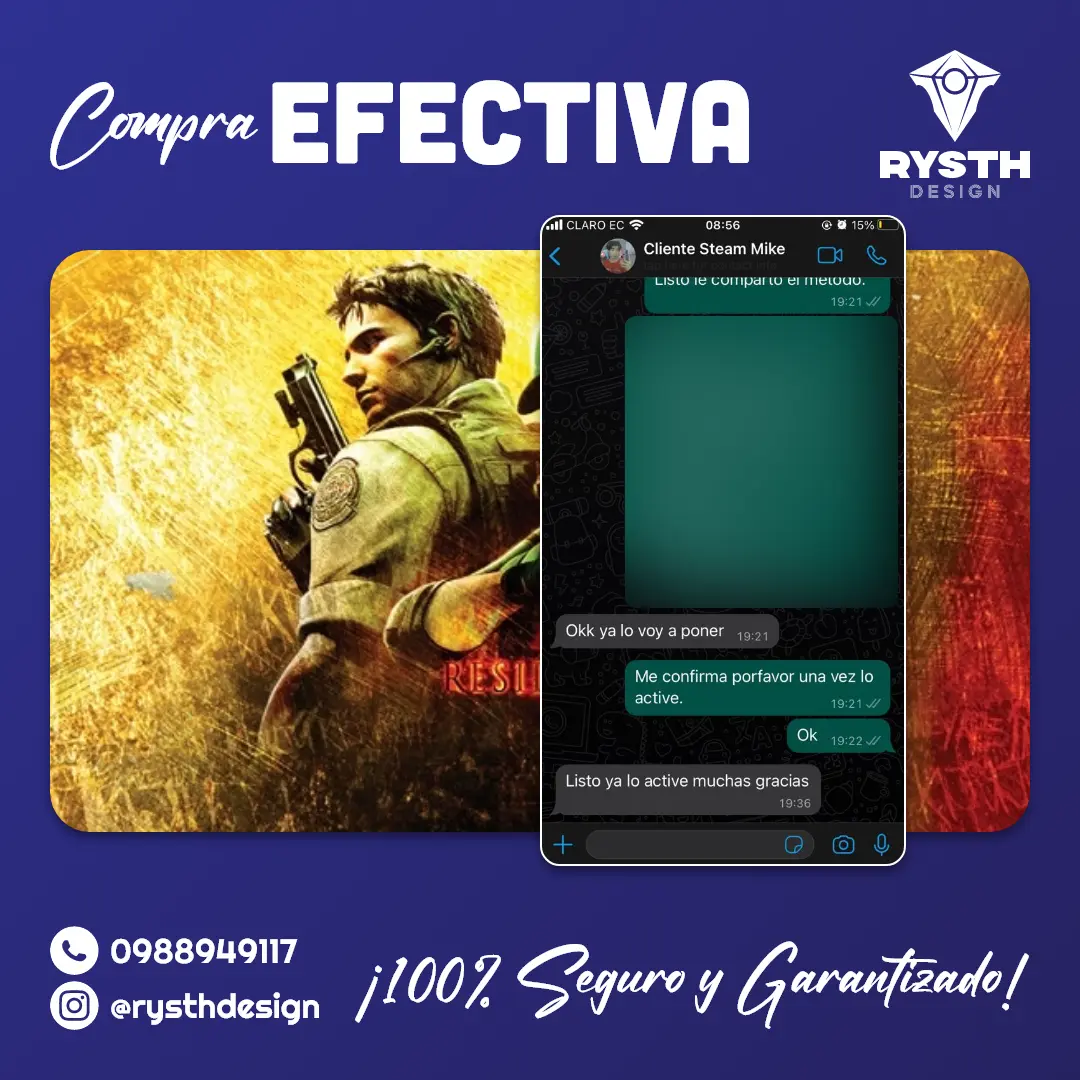 Compra EFECTIVA
RYSTH
DESIGN
CLARO EC 08:56 15%
Cliente Steam Mike
Listo le comparto el metodo.
19:21
Okk ya lo voy a poner 19:21
Me confirma porfavor una vez lo
active. 19:21
Ok 19:22
Listo ya lo active muchas gracias
19:36
RESI
0988949117
@rysthdesign
¡100% Seguro y Garantizado!